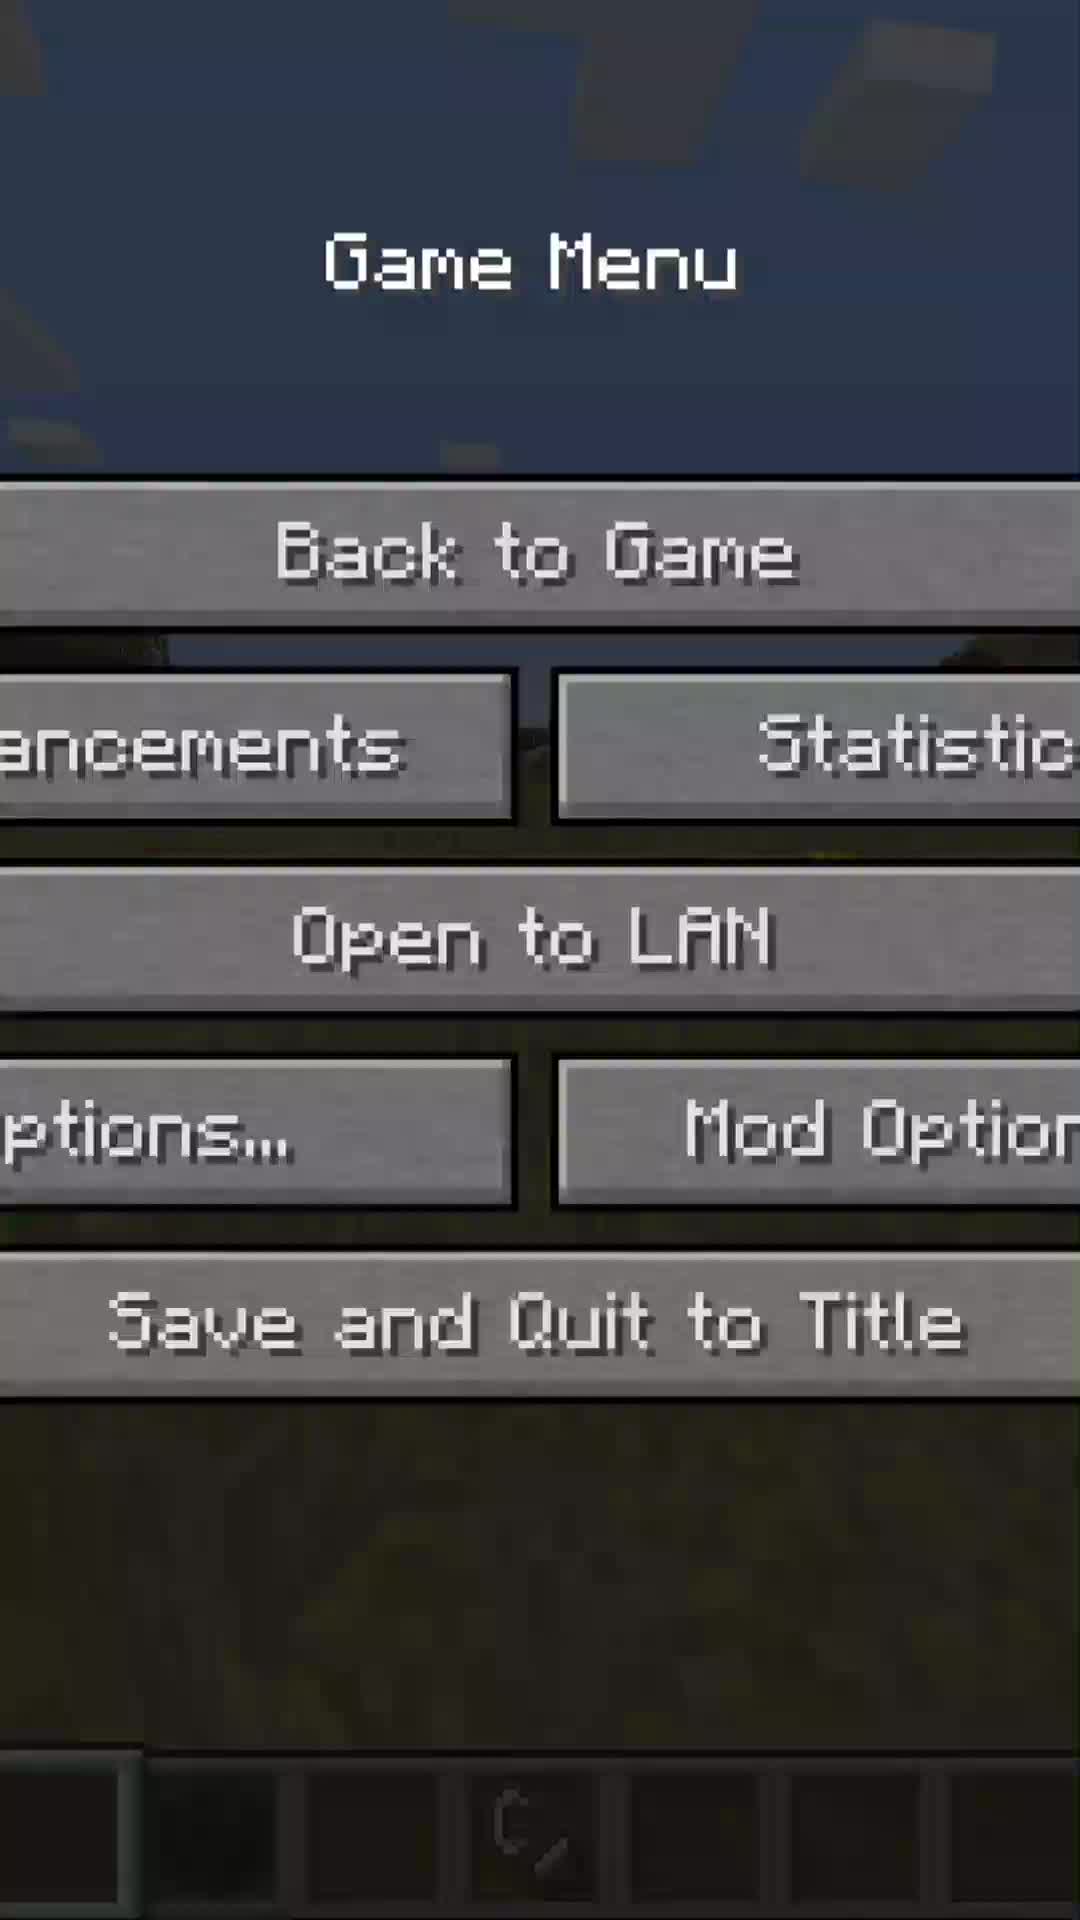 Game Menu
Back to Game
ancements Statistic
Open to LAN
ptions... Mod Option
Save and Quit to Title